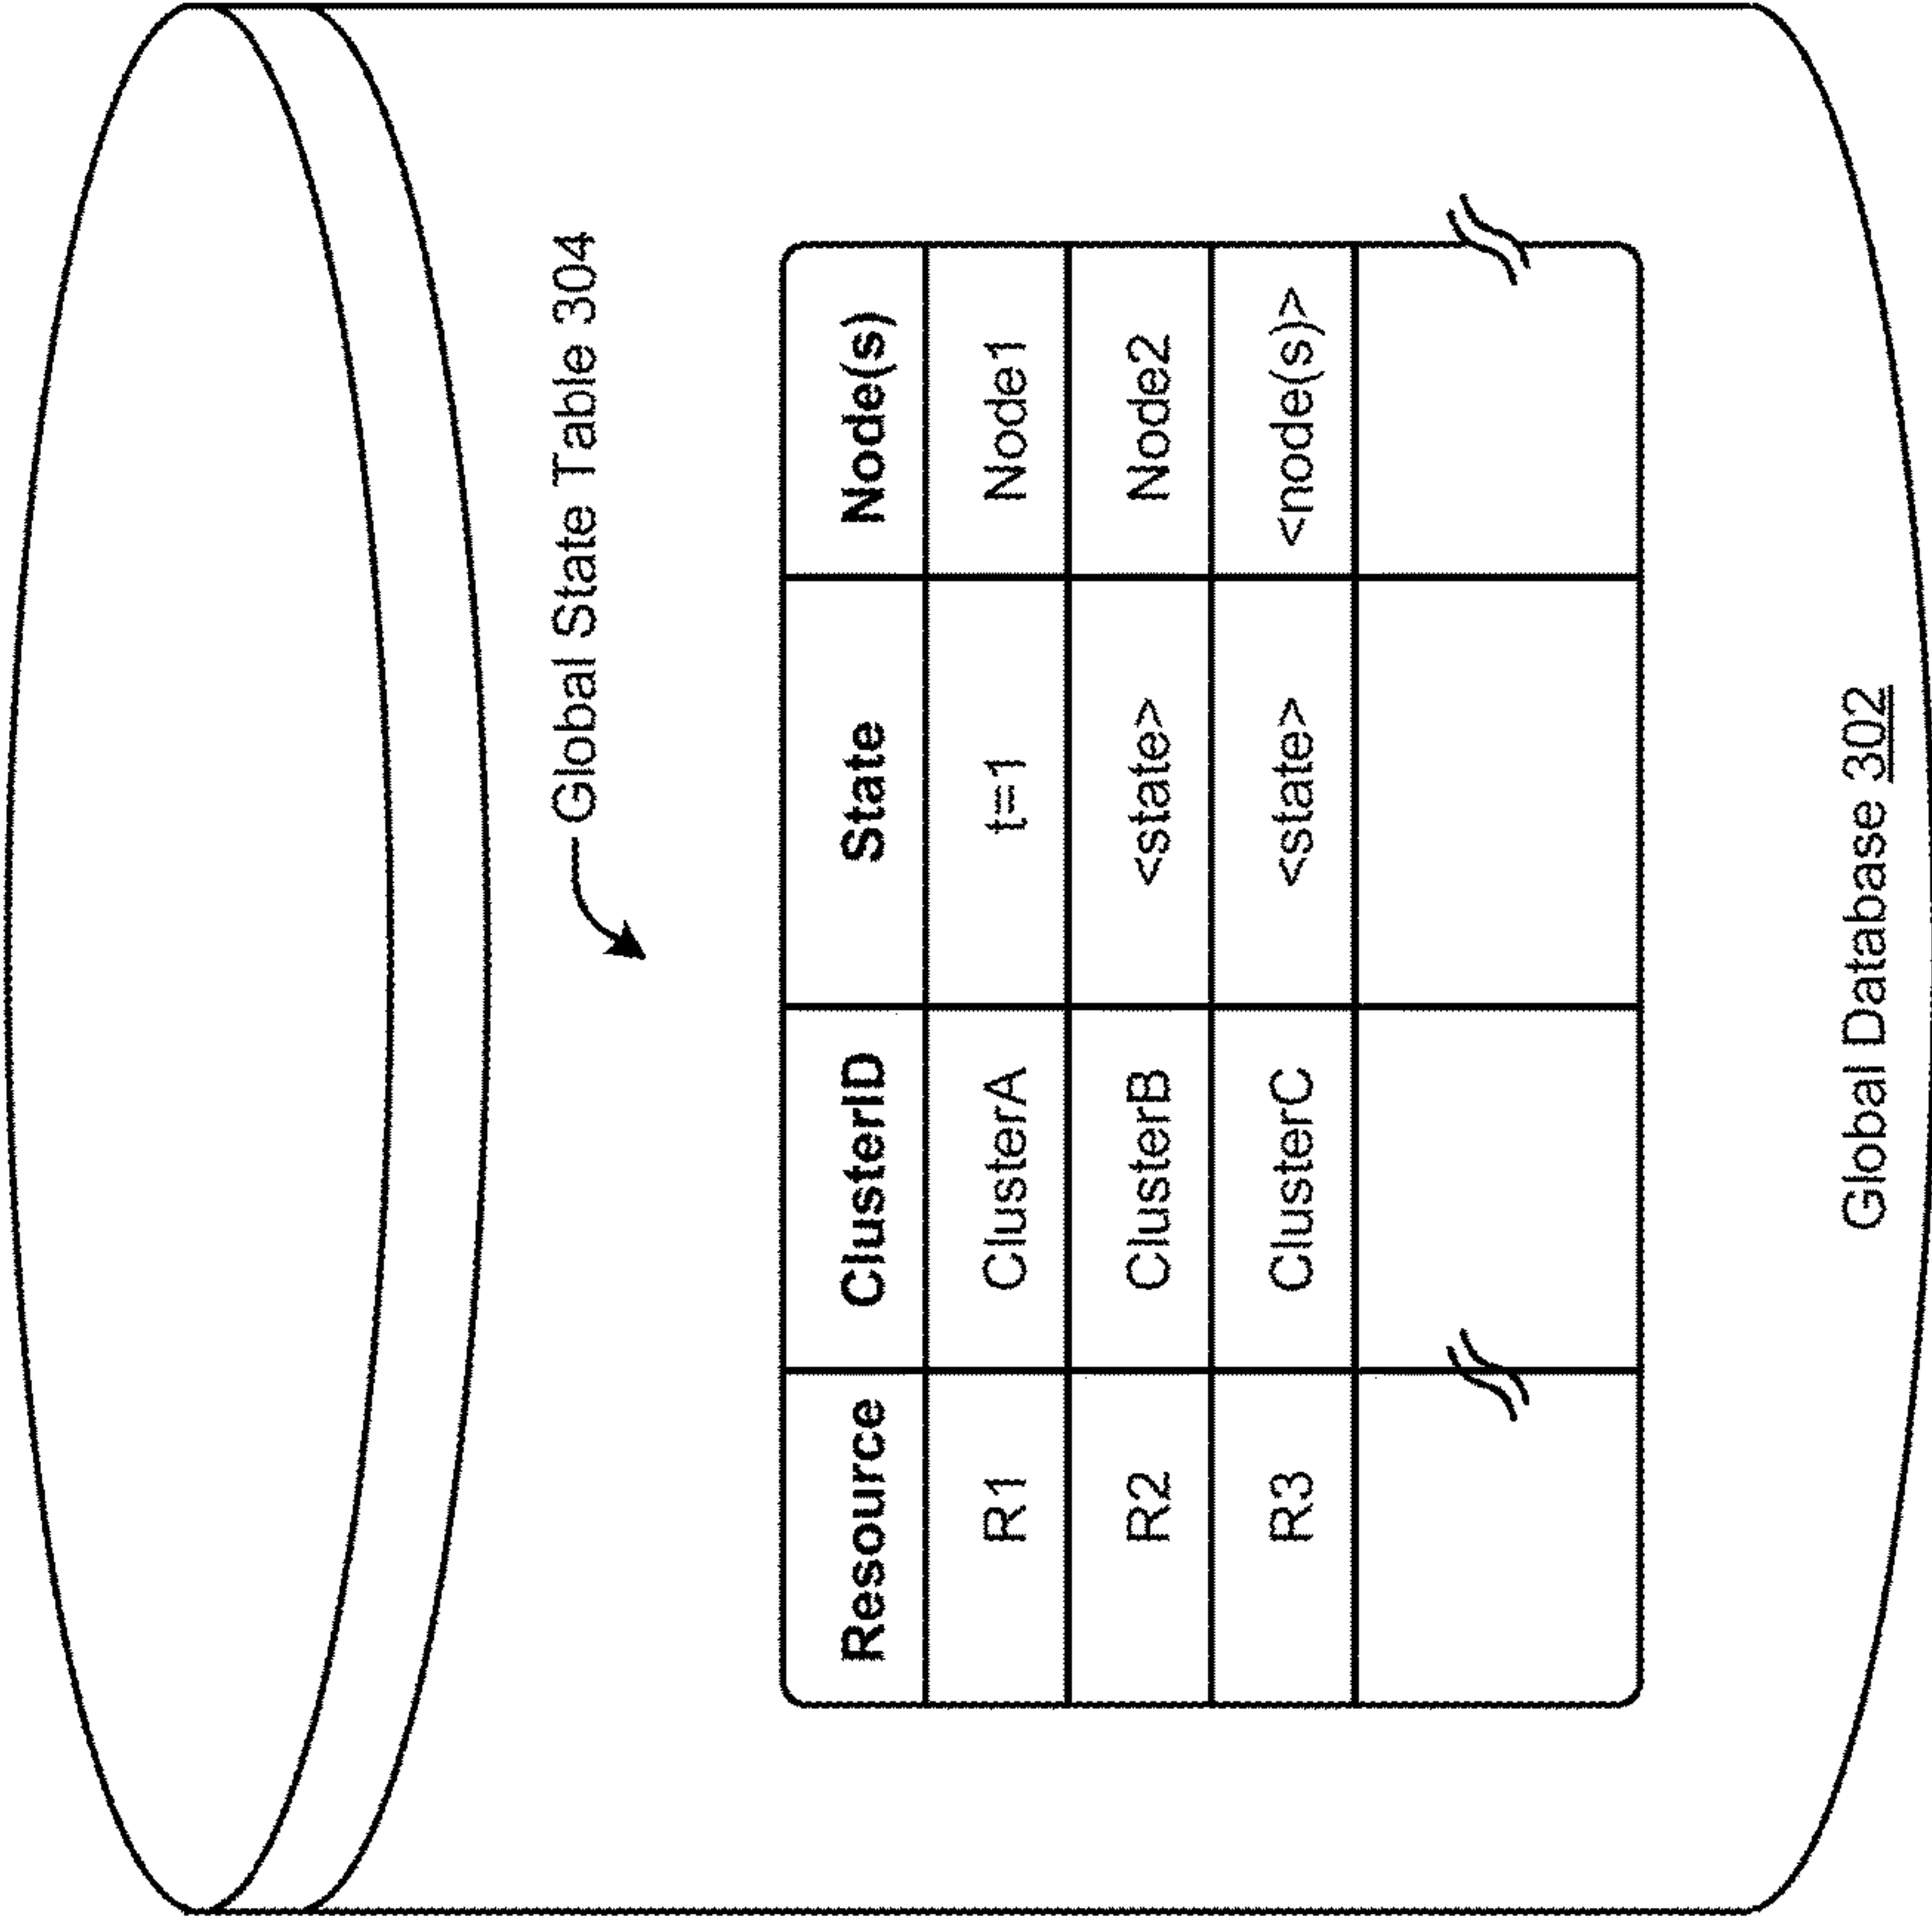 Global State Table 304
Resource ClusterID State Node(s)
R1 ClusterA t=1 Node1
R2 ClusterB <state> Node2
R3 ClusterC <state> <node(s)>
Global Database 302